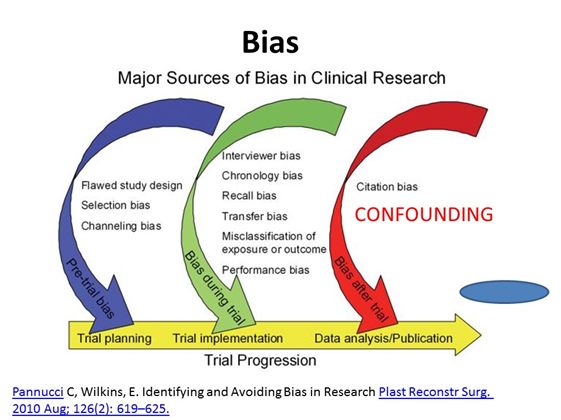 Bias
Major Sources of Bias in Clinical Research
Flawed study design
Selection bias
Channeling bias
Pre-trial bias
Interviewer bias
Chronology bias
Recall bias
Transfer bias
Misclassification of
exposure or outcome
Performance bias
Bias during trial
Citation bias
CONFOUNDING
Bias after trial
Trial planning
Trial implementation
Data analysis/Publication
Trial Progression
Pannucci C, Wilkins, E. Identifying and Avoiding Bias in Research Plast Reconstr Surg.
2010 Aug; 126(2): 619–625.